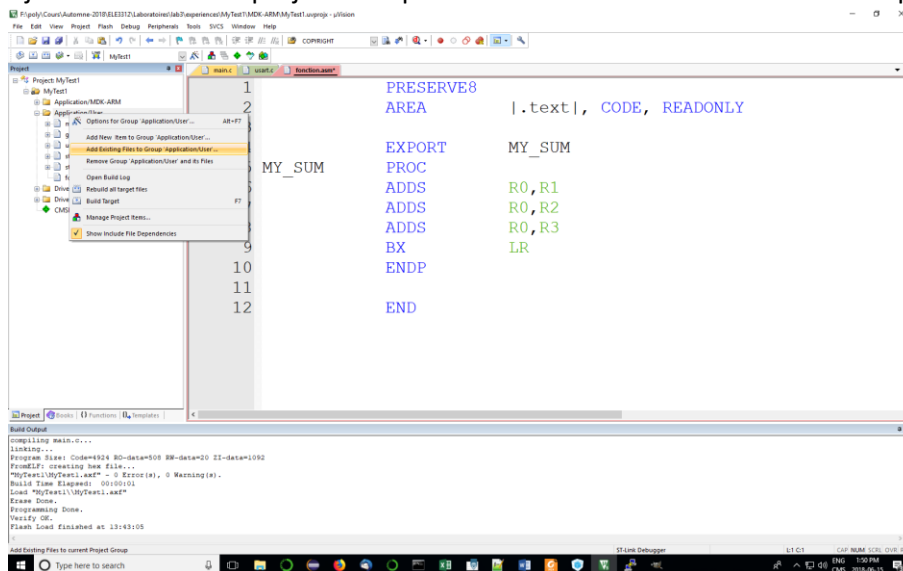 F:\poly\Cours\Automne-2018\ELE3312\Laboratoires\lab3\experiences\MyTest1\MDK-ARM\MyTest1.uvprojx - µVision
File Edit View Project Flash Debug Peripherals Tools SVCS Window Help
COPYRIGHT
MyTest1
Project
main.c usart.c fonction.asm*
Project: MyTest1
MyTest1
Application/MDK-ARM
Application/User
Options for Group 'Application/User'... Alt+F7
Add New Item to Group 'Application/User'...
Add Existing Files to Group 'Application/User'...
Remove Group 'Application/User' and its Files
Open Build Log
Rebuild all target files
Build Target F7
Manage Project Items...
Show Include File Dependencies
Drive
Drive
CMSI
1 PRESERVE8
2 AREA |.text|, CODE, READONLY
EXPORT MY_SUM
MY_SUM PROC
ADDS R0,R1
ADDS R0,R2
ADDS R0,R3
9 BX LR
10 ENDP
11
12 END
Project Books Functions Templates
Build Output
compiling main.c...
linking...
Program Size: Code=4924 RO-data=508 RW-data=20 ZI-data=1092
FromELF: creating hex file...
"MyTest1\MyTest1.axf" - 0 Error(s), 0 Warning(s).
Build Time Elapsed: 00:00:01
Load "MyTest1\\MyTest1.axf"
Erase Done.
Programming Done.
Verify OK.
Flash Load finished at 13:43:05
Add Existing Files to current Project Group ST-Link Debugger L:1 C:1 CAP NUM SCRL OVR
Type here to search ENG 1:50 PM
CMS 2018-06-15